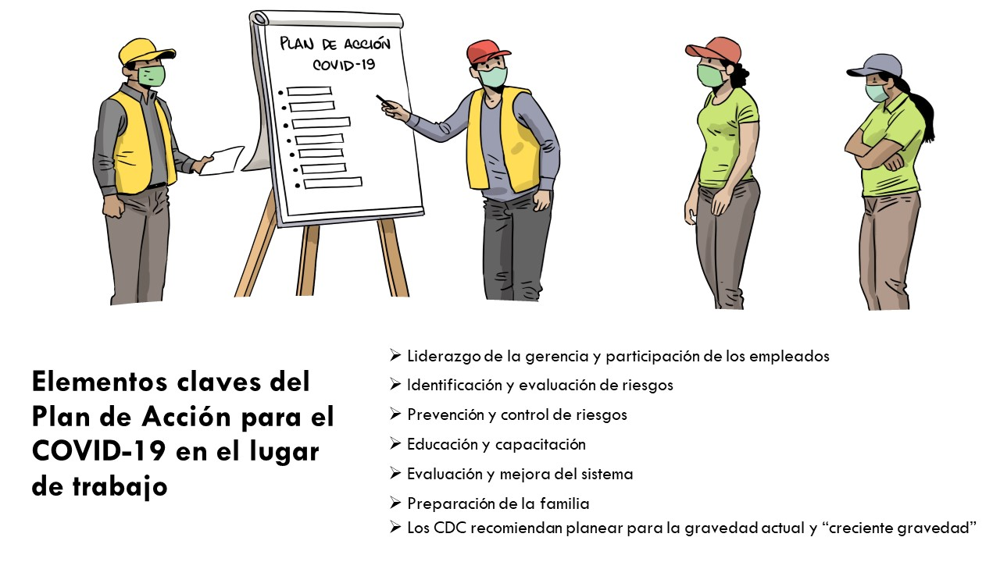 PLAN DE ACCIÓN
COVID-19
Elementos claves del
Plan de Acción para el
COVID-19 en el lugar
de trabajo
➢ Liderazgo de la gerencia y participación de los empleados
➢ Identificación y evaluación de riesgos
➢ Prevención y control de riesgos
➢ Educación y capacitación
➢ Evaluación y mejora del sistema
➢ Preparación de la familia
➢ Los CDC recomiendan planear para la gravedad actual y “creciente gravedad”